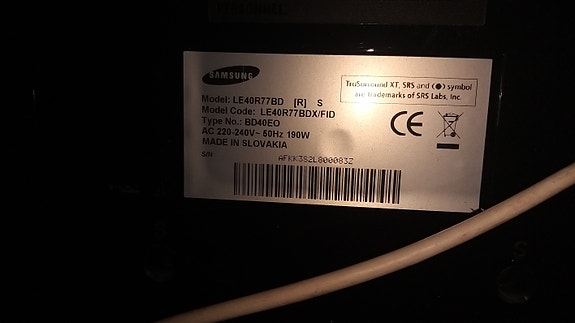 SAMSUNG
TruSurround XT, SRS and (●) symbol
are trademarks of SRS Labs, Inc.
Model: LE40R77BD [R] S
Model Code: LE40R77BDX/FID
Type No.: BD40EO
AC 220-240V~ 50Hz 190W
MADE IN SLOVAKIA
S/N
AFKK3S2L800083Z
CE